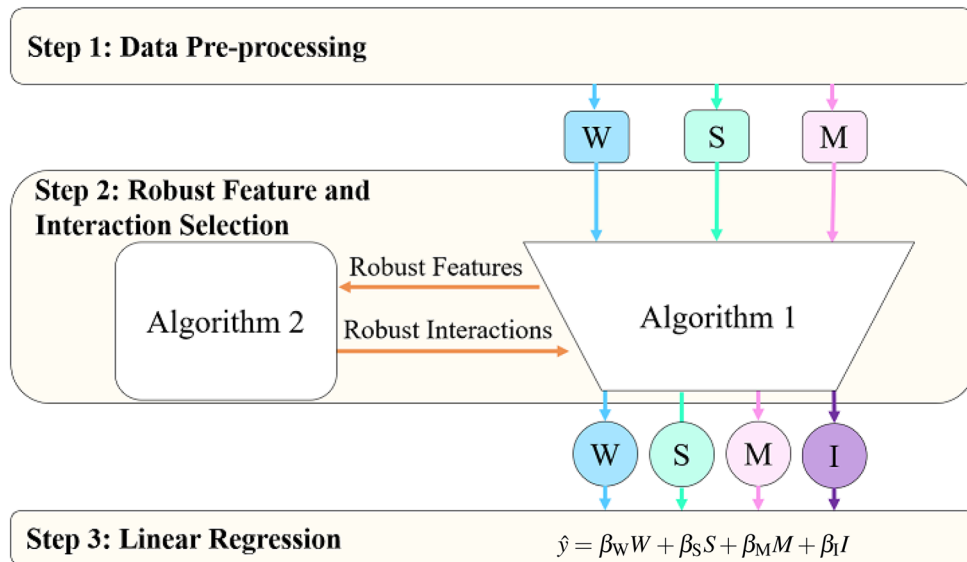 Step 1: Data Pre-processing
W S M
Step 2: Robust Feature and
Interaction Selection
Robust Features
Algorithm 2
Algorithm 1
Robust Interactions
W S M I
Step 3: Linear Regression
ŷ = β_W W + β_S S + β_M M + β_I I